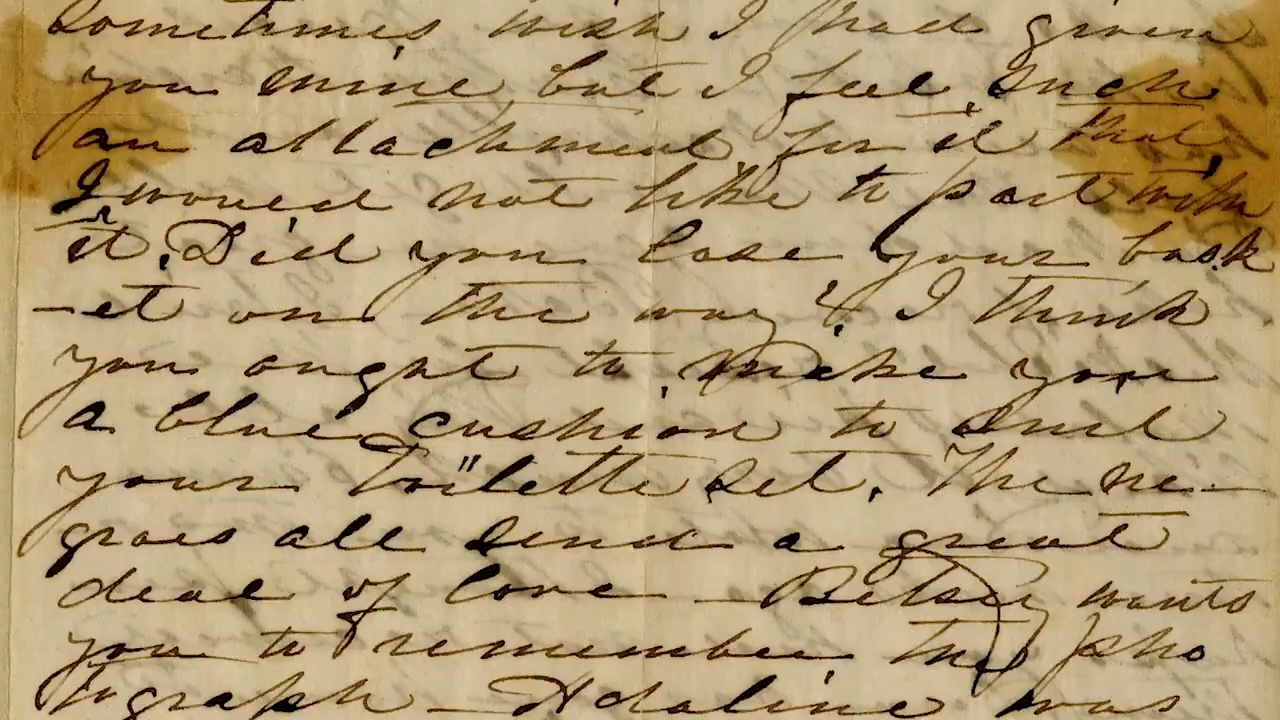 sometimes wish I had given
you mine, but I feel such
an attachment for it that,
I would not like to part with
it. Did you lose your bask
-et on the way? I think
you ought to make you
a blue cushion to suit
your Toilette set. The ne-
groes all send a great
deal of love - Betsey wants
you to remember the pho
tograph - Adaline was